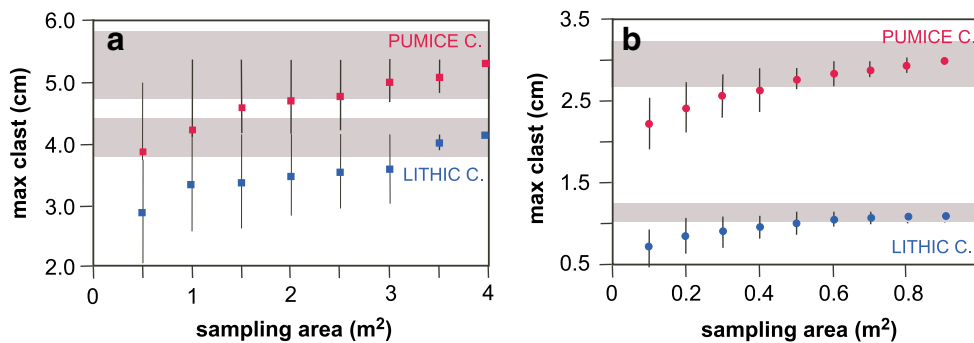 a
PUMICE C.
LITHIC C.
6.0
5.0
4.0
3.0
2.0
max clast (cm)
0
1
2
3
4
sampling area (m²)
b
PUMICE C.
LITHIC C.
3.5
2.5
1.5
0.5
max clast (cm)
0
0.2
0.4
0.6
0.8
sampling area (m²)